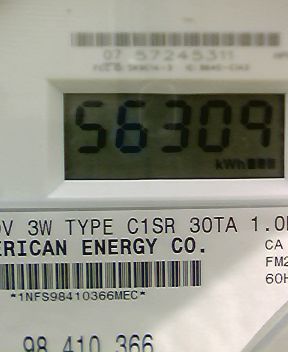 07 57245311
56309
kWh
V 3W TYPE C1SR 30TA 1.0
ERICAN ENERGY CO.
CA
FM2
60H
*1NFS98410366MEC*
98 410 366